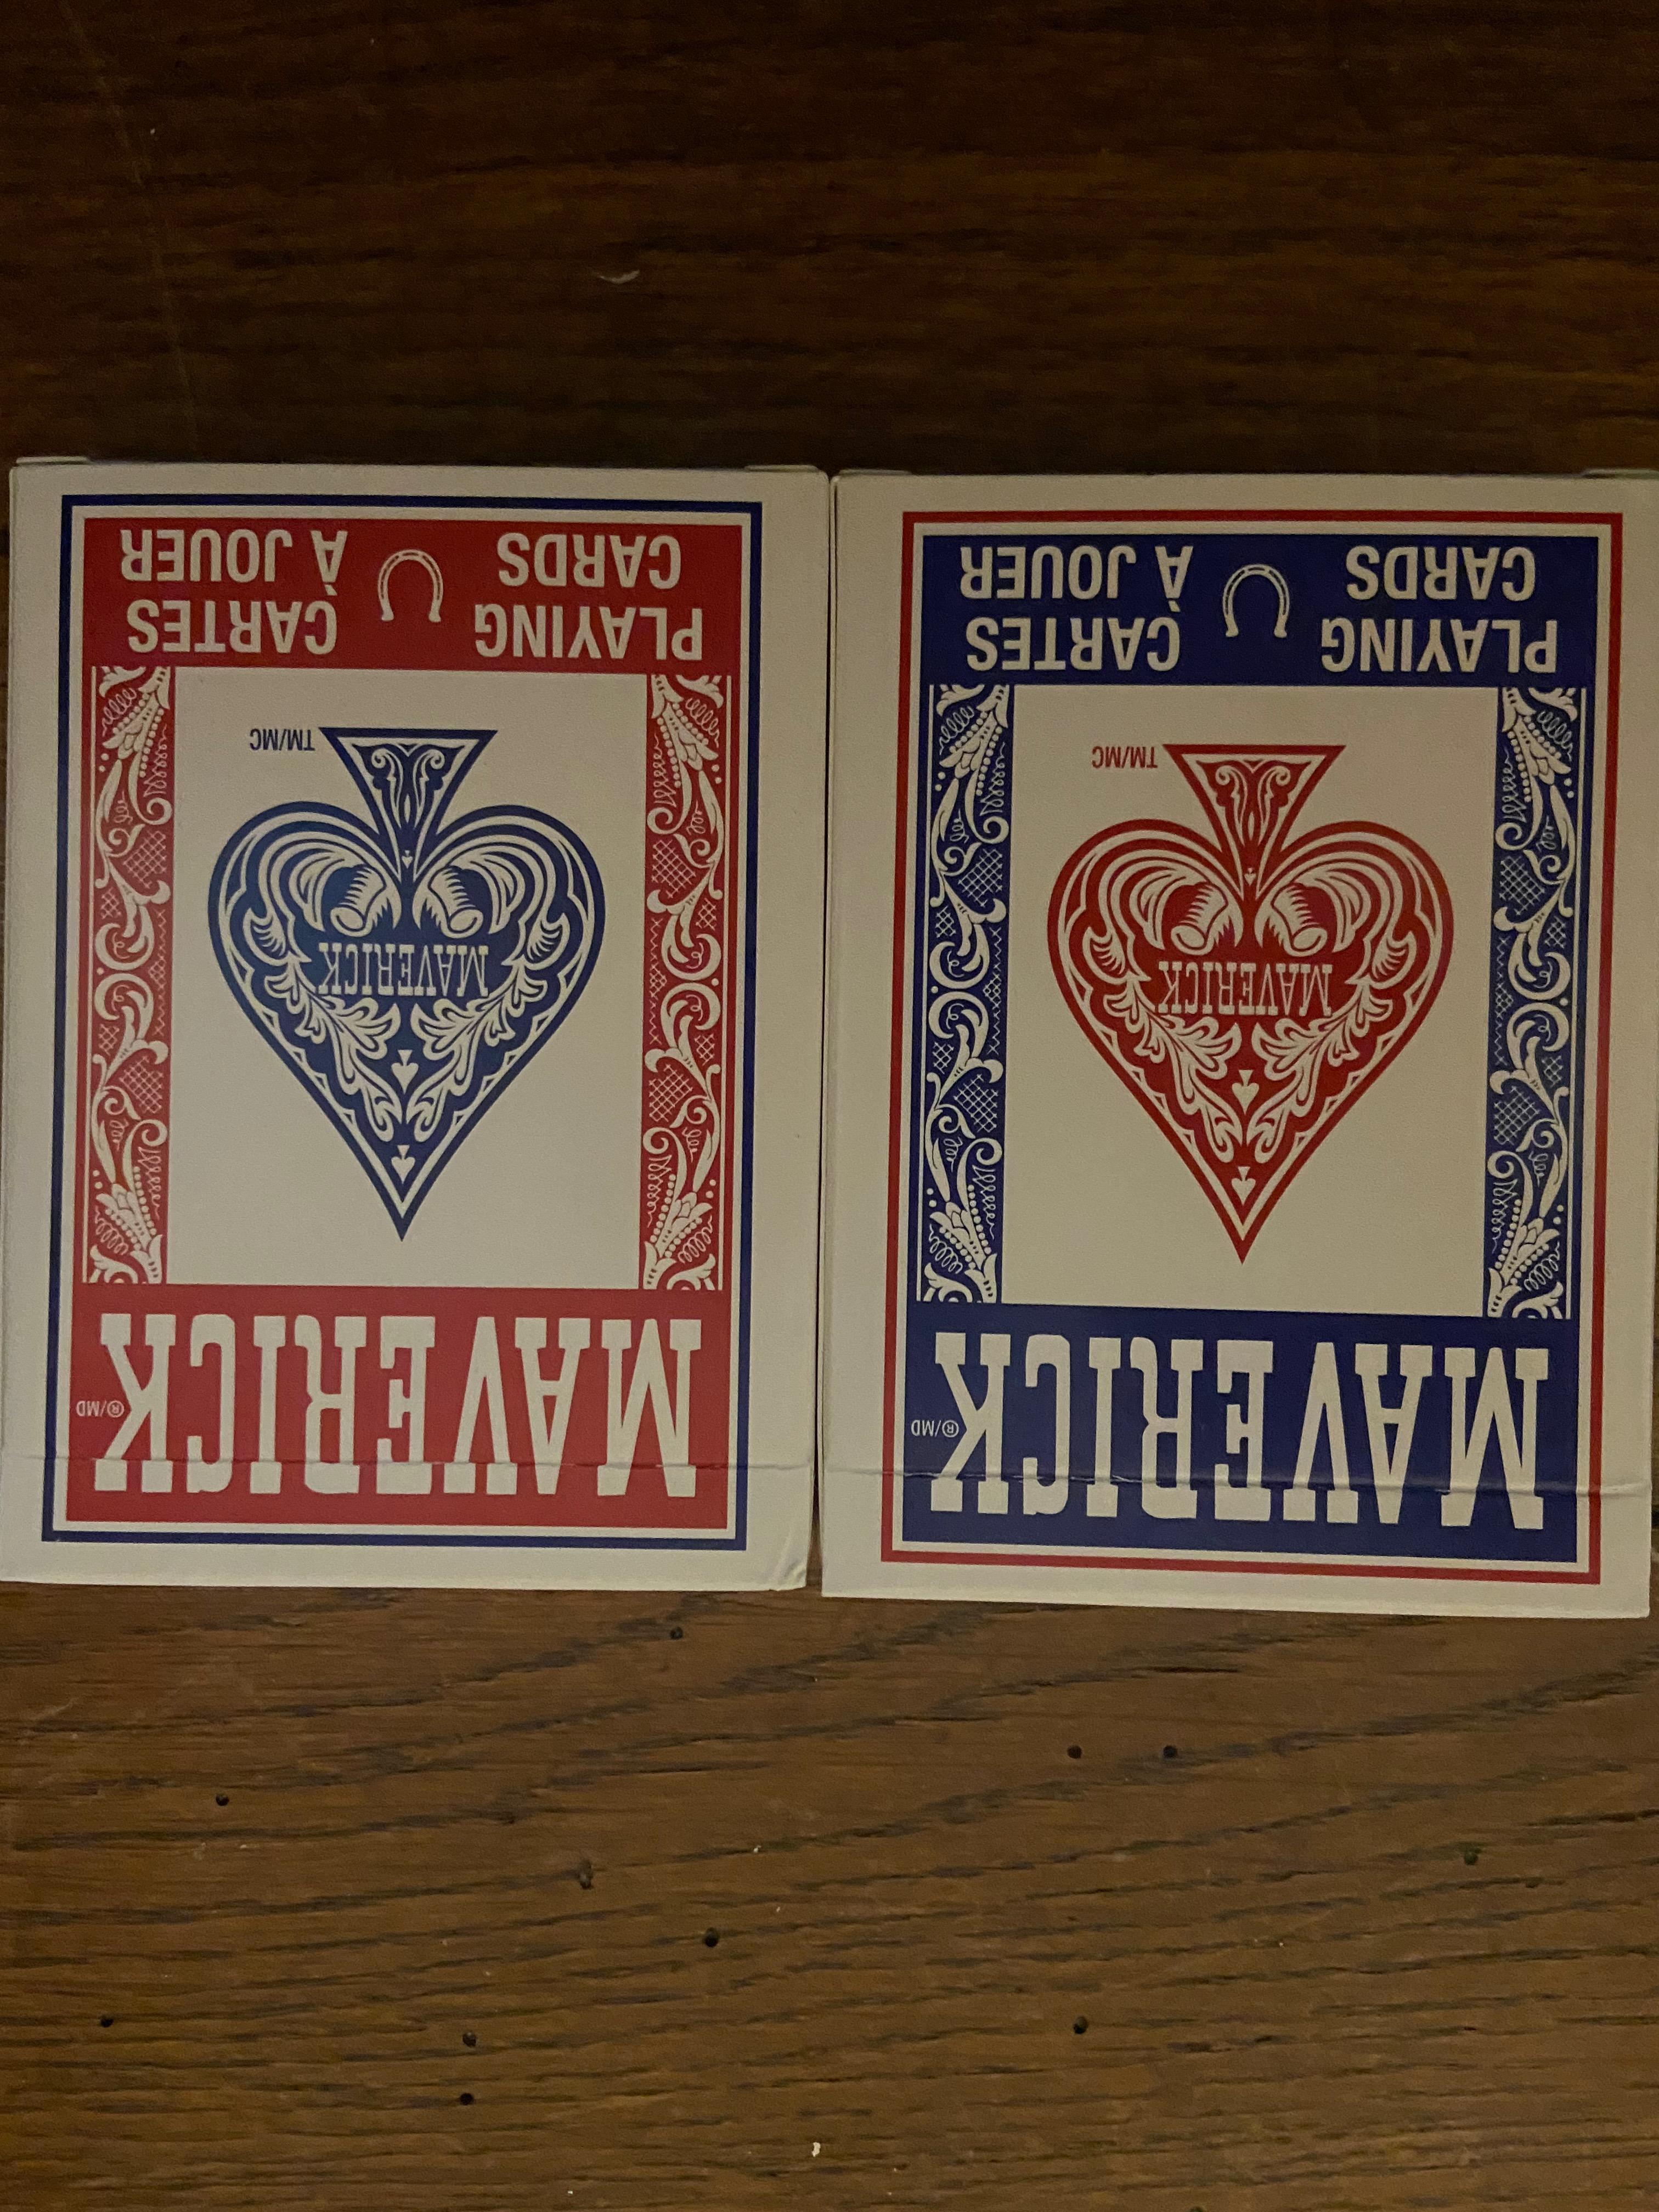 MAVERICK
®/MD
MAVERICK
TM/MC
PLAYING
CARDS
CARTES
À JOUER
MAVERICK
®/MD
MAVERICK
TM/MC
PLAYING
CARDS
CARTES
À JOUER